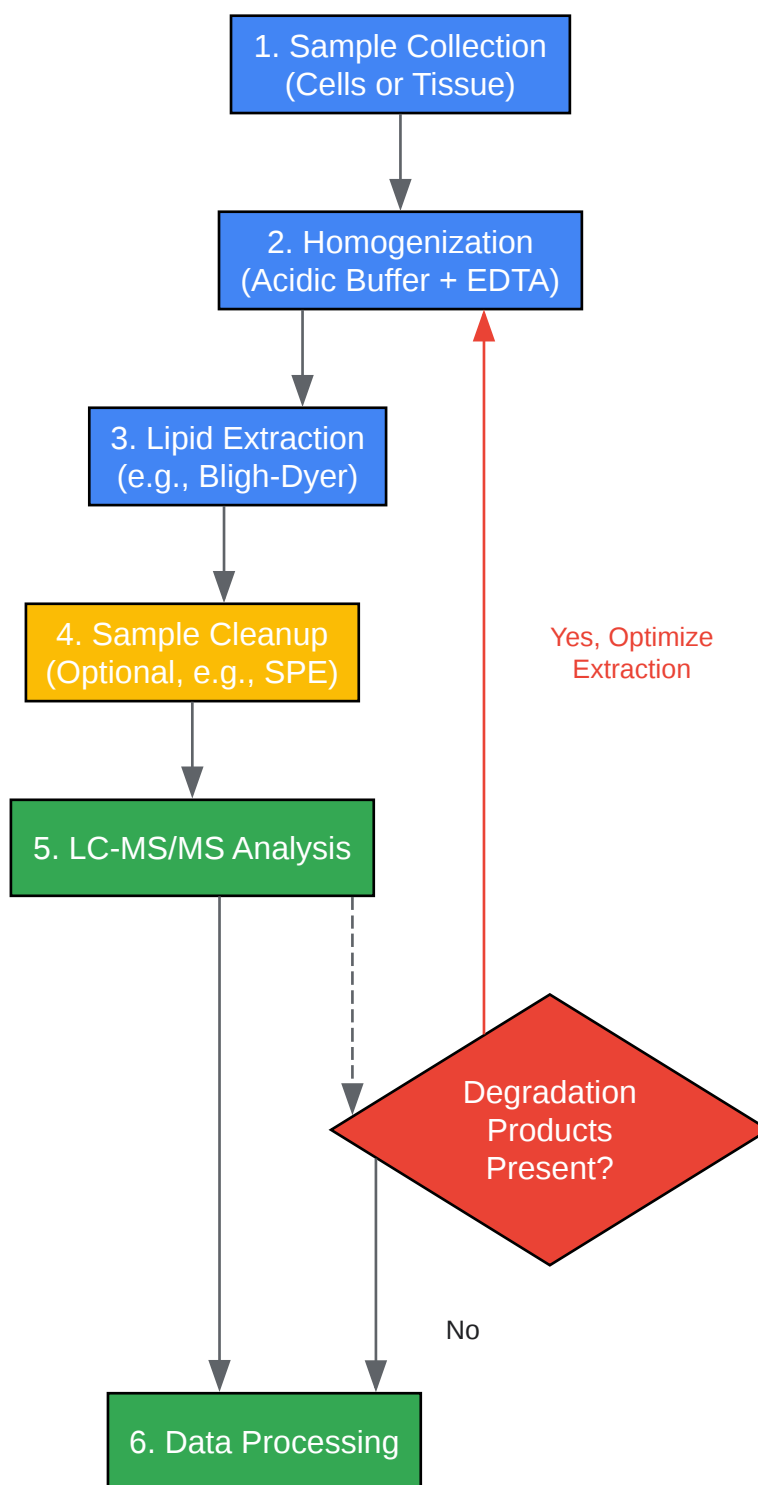 1. Sample Collection
(Cells or Tissue)
2. Homogenization
(Acidic Buffer + EDTA)
3. Lipid Extraction
(e.g., Bligh-Dyer)
4. Sample Cleanup
(Optional, e.g., SPE)
Yes, Optimize
Extraction
5. LC-MS/MS Analysis
Degradation
Products
Present?
No
6. Data Processing